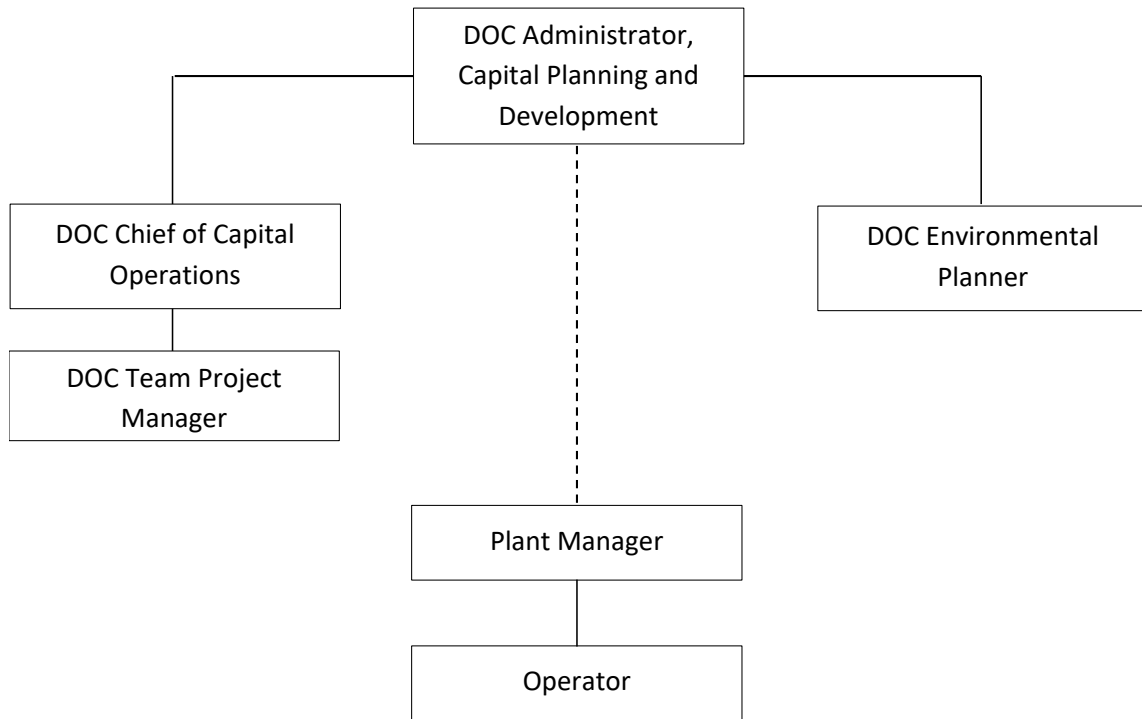 DOC Administrator,
Capital Planning and
Development
DOC Chief of Capital
Operations
DOC Environmental
Planner
DOC Team Project
Manager
Plant Manager
Operator